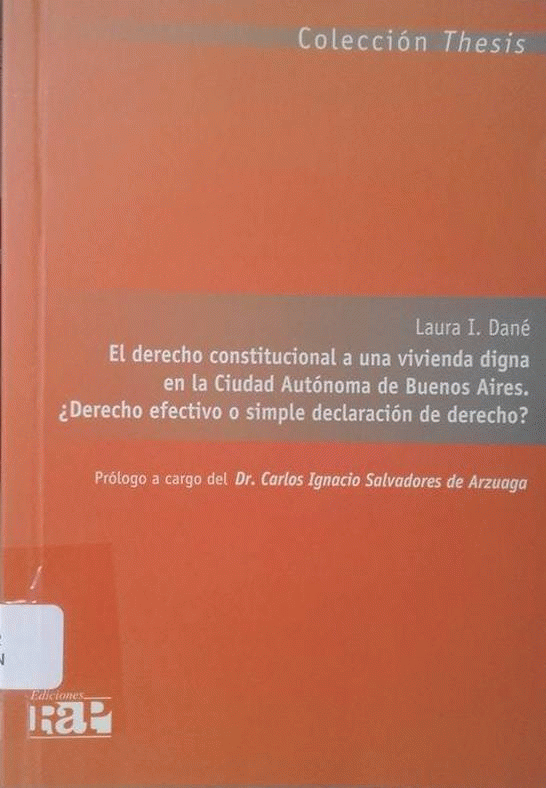 Colección Thesis
Laura I. Dané
El derecho constitucional a una vivienda digna
en la Ciudad Autónoma de Buenos Aires.
¿Derecho efectivo o simple declaración de derecho?
Prólogo a cargo del Dr. Carlos Ignacio Salvadores de Arzuaga
N
Ediciones
RaP